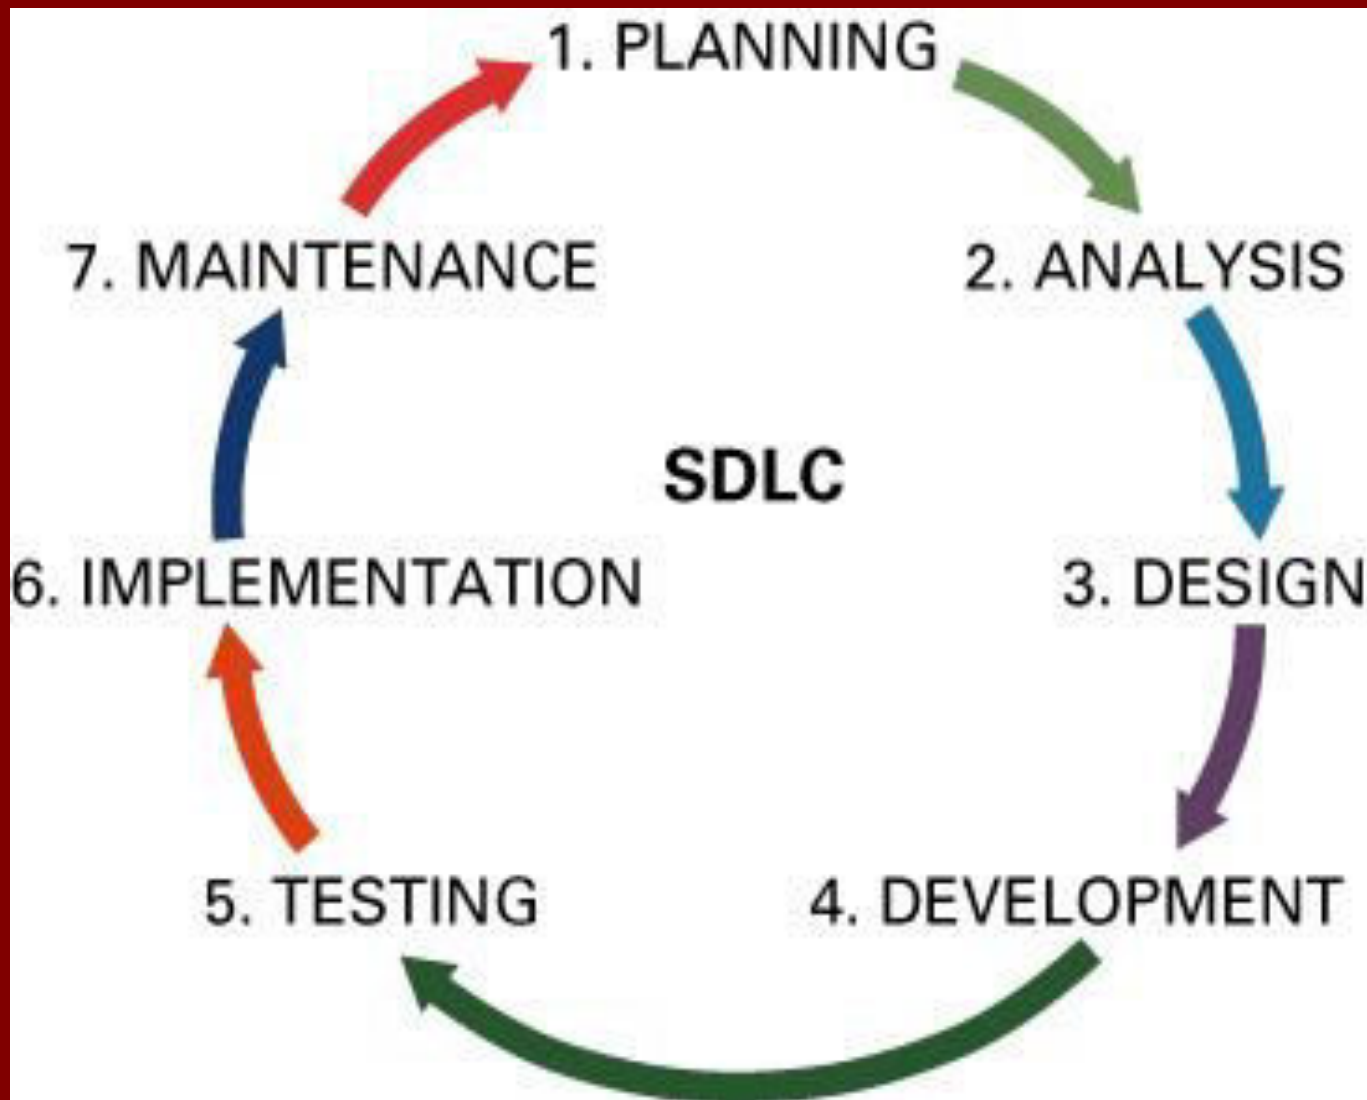 1. PLANNING
2. ANALYSIS
3. DESIGN
4. DEVELOPMENT
5. TESTING
6. IMPLEMENTATION
7. MAINTENANCE
SDLC